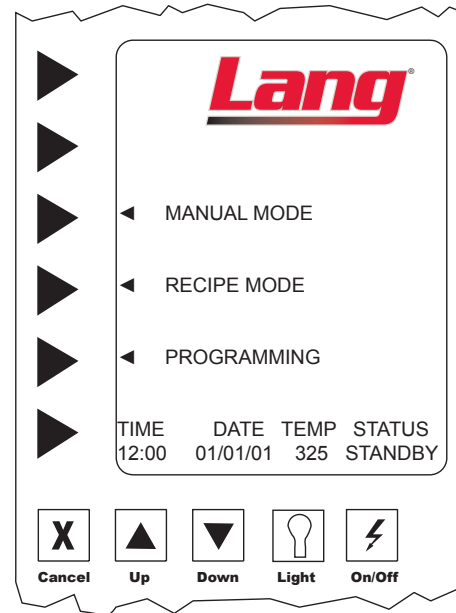 Lang®
MANUAL MODE
RECIPE MODE
PROGRAMMING
TIME DATE TEMP STATUS
12:00 01/01/01 325 STANDBY
X
Cancel Up Down Light On/Off